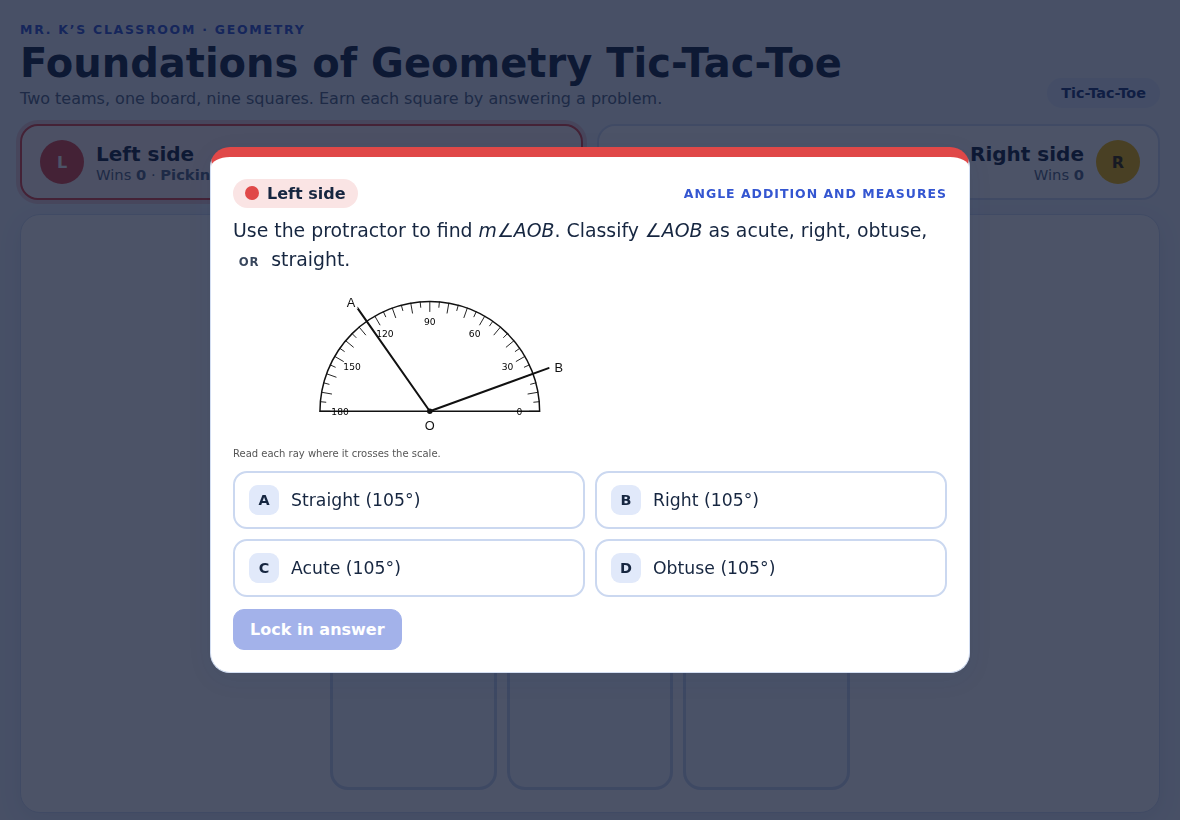 MR. K’S CLASSROOM · GEOMETRY
Foundations of Geometry Tic-Tac-Toe
Two teams, one board, nine squares. Earn each square by answering a problem.
Tic-Tac-Toe
L
Left side
Wins 0 · Pickin
Right side
Wins 0
R
Left side
ANGLE ADDITION AND MEASURES
Use the protractor to find m∠AOB. Classify ∠AOB as acute, right, obtuse,
OR straight.
A
B
O
180
150
120
90
60
30
0
Read each ray where it crosses the scale.
A Straight (105°)
B Right (105°)
C Acute (105°)
D Obtuse (105°)
Lock in answer